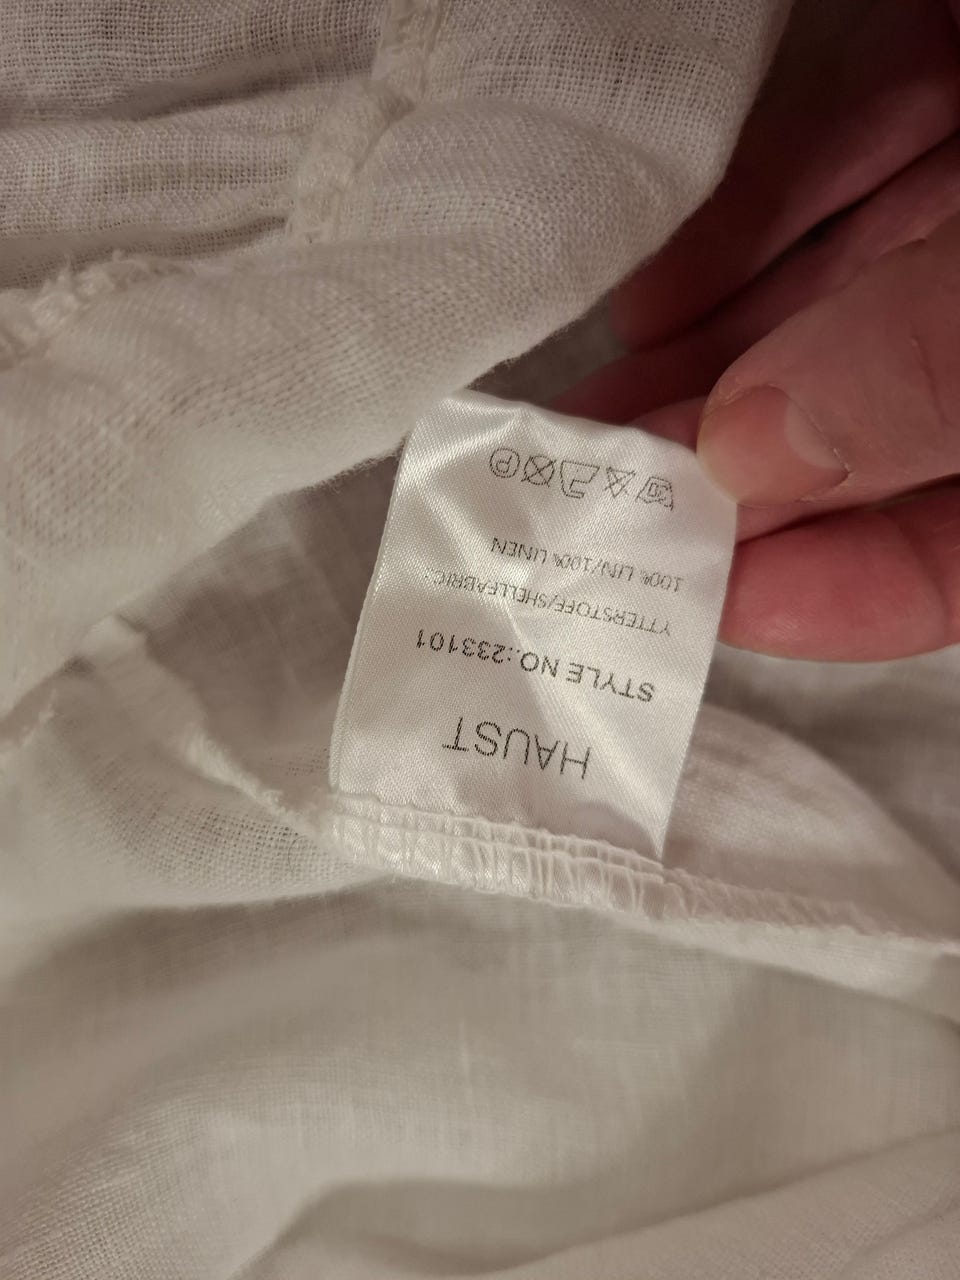 HAUST
STYLE NO.:233101
YTTERSTOFF/SHELLFABRIC:
100% LIN/100% LINEN
P